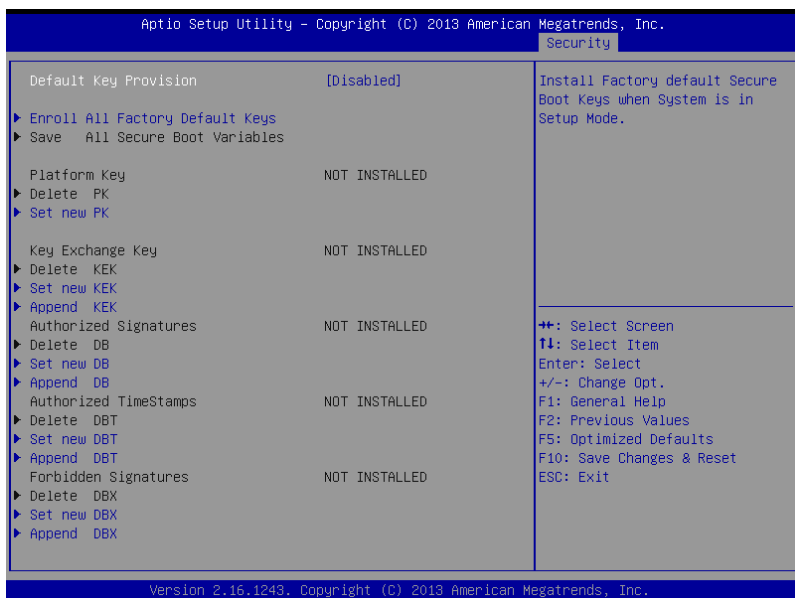 Aptio Setup Utility – Copyright (C) 2013 American Megatrends, Inc.
Security
Default Key Provision [Disabled]
Enroll All Factory Default Keys
Save All Secure Boot Variables
Platform Key NOT INSTALLED
Delete PK
Set new PK
Key Exchange Key NOT INSTALLED
Delete KEK
Set new KEK
Append KEK
Authorized Signatures NOT INSTALLED
Delete DB
Set new DB
Append DB
Authorized TimeStamps NOT INSTALLED
Delete DBT
Set new DBT
Append DBT
Forbidden Signatures NOT INSTALLED
Delete DBX
Set new DBX
Append DBX
Install Factory default Secure
Boot Keys when System is in
Setup Mode.
→←: Select Screen
↑↓: Select Item
Enter: Select
+/-: Change Opt.
F1: General Help
F2: Previous Values
F5: Optimized Defaults
F10: Save Changes & Reset
ESC: Exit
Version 2.16.1243. Copyright (C) 2013 American Megatrends, Inc.